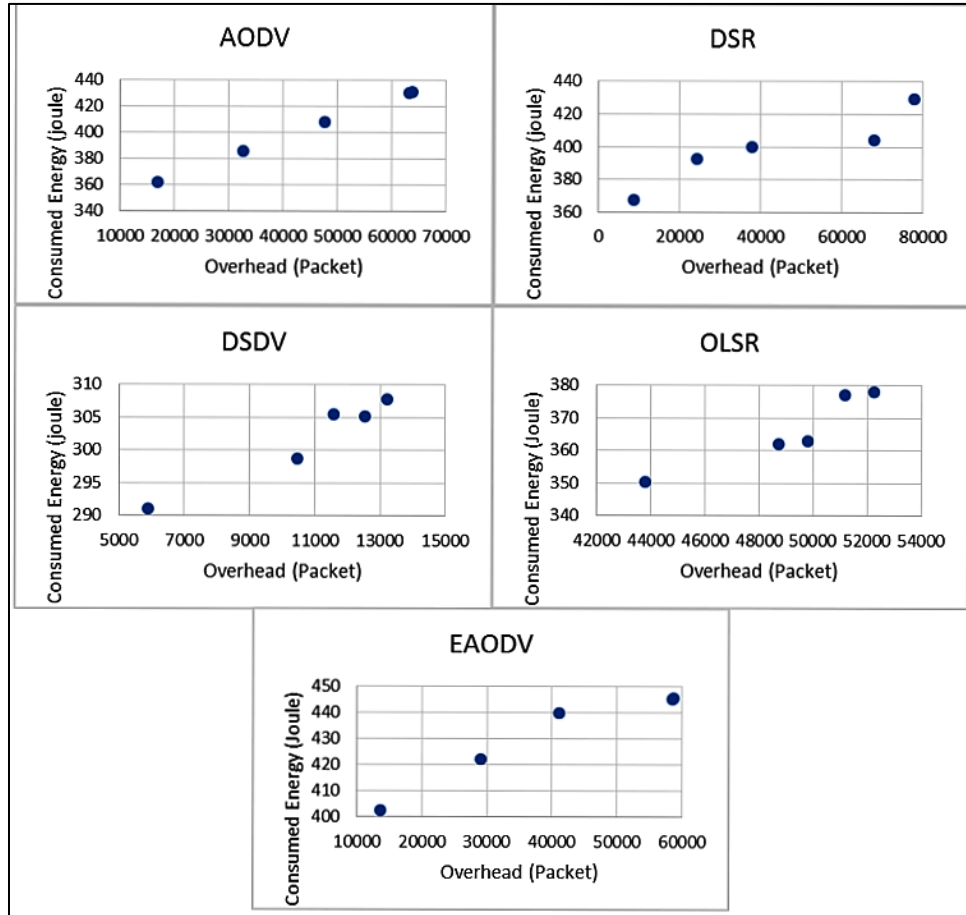 AODV
Consumed Energy (joule)
440
420
400
380
360
340
10000 20000 30000 40000 50000 60000 70000
Overhead (Packet)
DSR
Consumed Energy (joule)
440
420
400
380
360
0 20000 40000 60000 80000
Overhead (Packet)
DSDV
Consumed Energy (joule)
310
305
300
295
290
5000 7000 9000 11000 13000 15000
Overhead (Packet)
OLSR
Consumed Energy (Joule)
380
370
360
350
340
42000 44000 46000 48000 50000 52000 54000
Overhead (Packet)
EAODV
Consumed Energy (Joule)
450
440
430
420
410
400
10000 20000 30000 40000 50000 60000
Overhead (Packet)